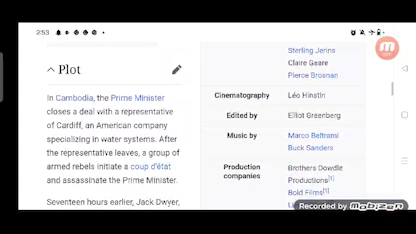 2:53
Plot
In Cambodia, the Prime Minister
closes a deal with a representative
of Cardiff, an American company
specializing in water systems. After
the representative leaves, a group of
armed rebels initiate a coup d'état
and assassinate the Prime Minister.
Seventeen hours earlier, Jack Dwyer,
Sterling Jerins
Claire Geare
Pierce Brosnan
Cinematography Léo Hinstin
Edited by Elliot Greenberg
Music by Marco Beltrami
Buck Sanders
Production
companies
Brothers Dowdle
Productions[1]
Bold Films[1]
Recorded by Mobizen